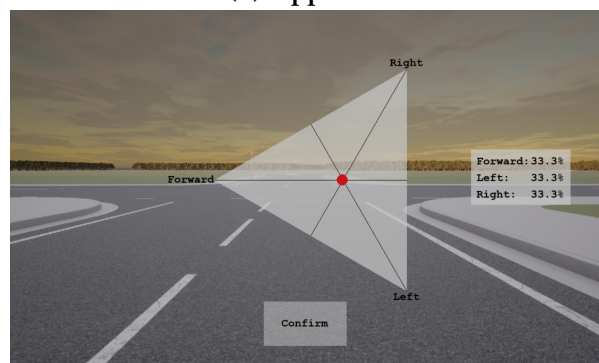 Right
Forward
Forward: 33.3%
Left: 33.3%
Right: 33.3%
Left
Confirm